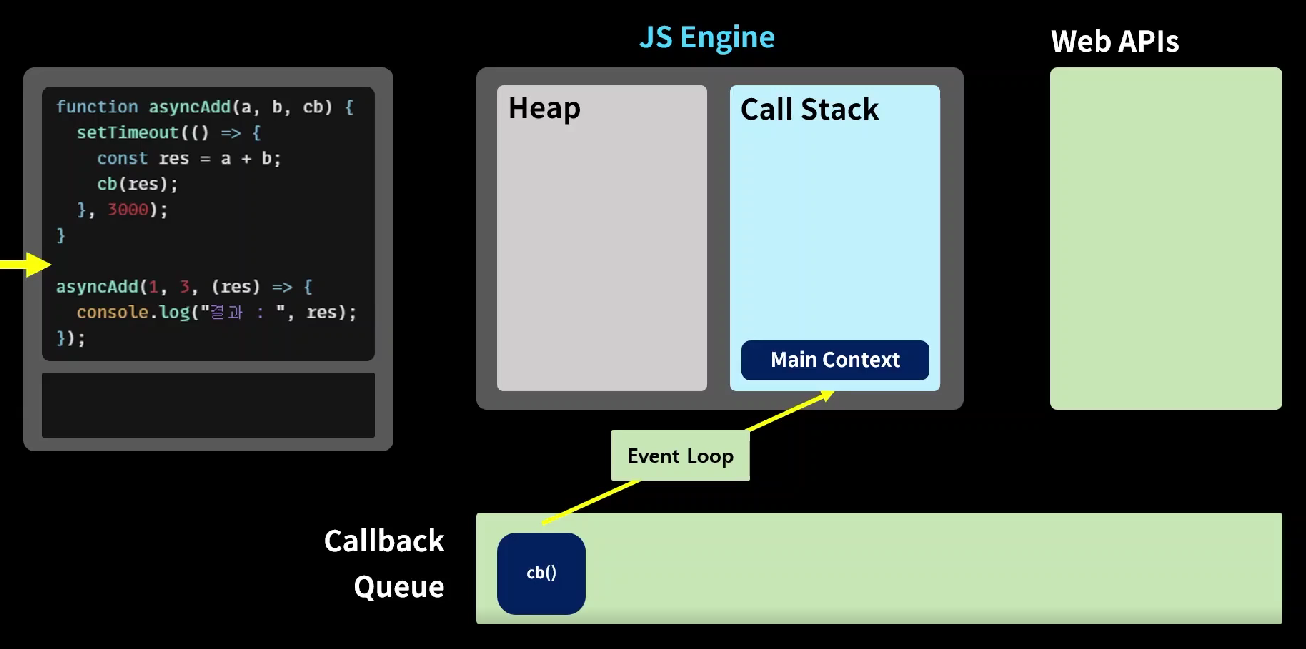 JS Engine
Web APIs
function asyncAdd(a, b, cb) {
  setTimeout(() => {
    const res = a + b;
    cb(res);
  }, 3000);
}
asyncAdd(1, 3, (res) => {
  console.log("결과 : ", res);
});
Heap
Call Stack
Main Context
Event Loop
Callback
Queue
cb()